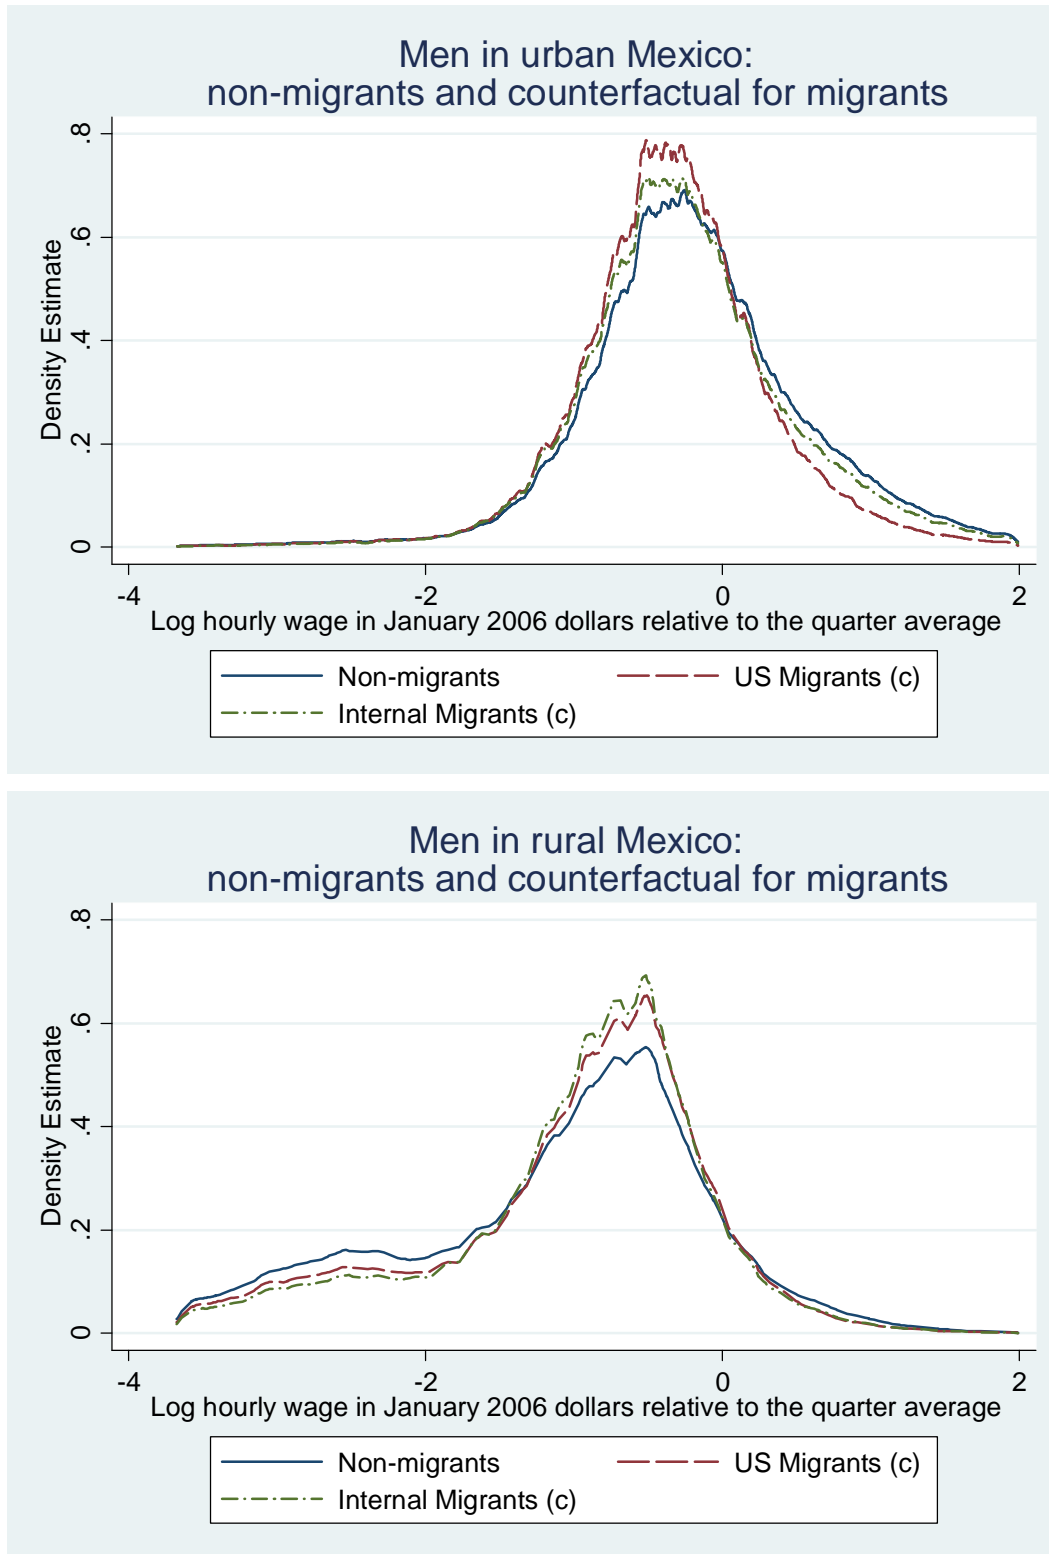 Men in urban Mexico:
non-migrants and counterfactual for migrants
Density Estimate
.8
.6
.4
.2
0
-4
-2
0
2
Log hourly wage in January 2006 dollars relative to the quarter average
Non-migrants
US Migrants (c)
Internal Migrants (c)
Men in rural Mexico:
non-migrants and counterfactual for migrants
Density Estimate
.8
.6
.4
.2
0
-4
-2
0
2
Log hourly wage in January 2006 dollars relative to the quarter average
Non-migrants
US Migrants (c)
Internal Migrants (c)